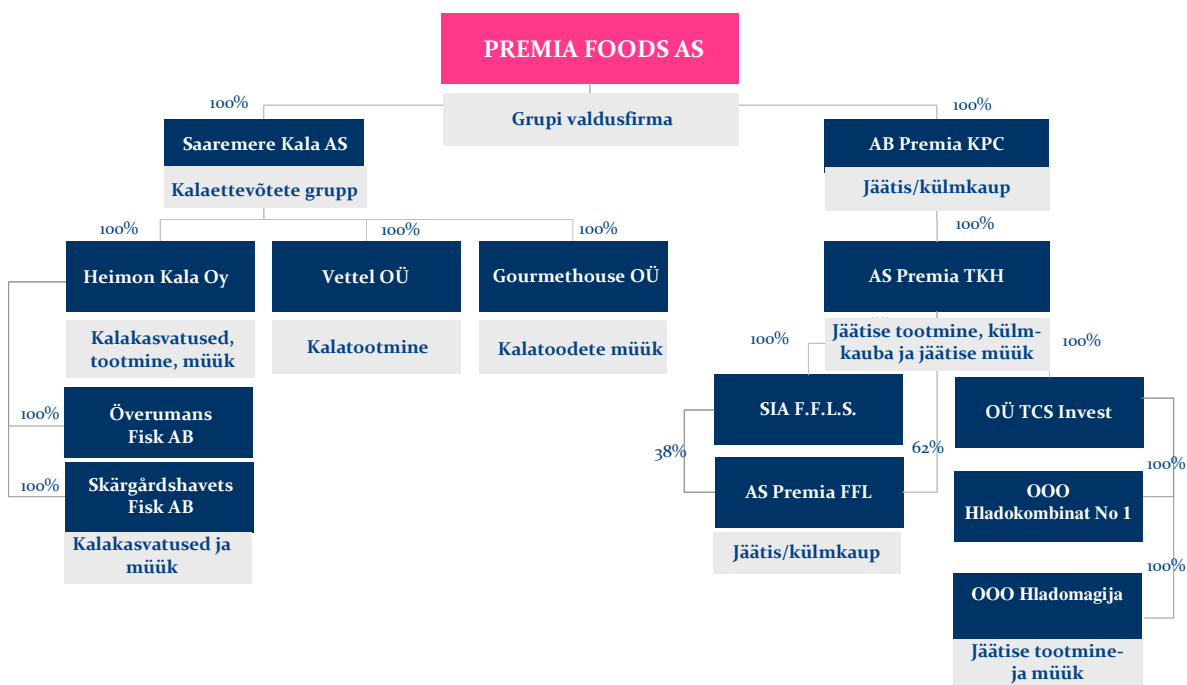 PREMIA FOODS AS
Grupi valdusfirma
100%
100%
Saaremere Kala AS
Kalaettevõtete grupp
AB Premia KPC
Jäätis/külmkaup
100%
100%
100%
100%
Heimon Kala Oy
Vettel OÜ
Gourmethouse OÜ
AS Premia TKH
Kalakasvatused,
tootmine, müük
Kalatootmine
Kalatoodete müük
Jäätise tootmine, külm-
kauba ja jäätise müük
100%
100%
100%
Överumans
Fisk AB
SIA F.F.L.S.
OÜ TCS Invest
38%
62%
100%
100%
Skärgårdshavets
Fisk AB
AS Premia FFL
OOO
Hladokombinat No 1
Kalakasvatused ja
müük
Jäätis/külmkaup
100%
OOO Hladomagija
Jäätise tootmine-
ja müük